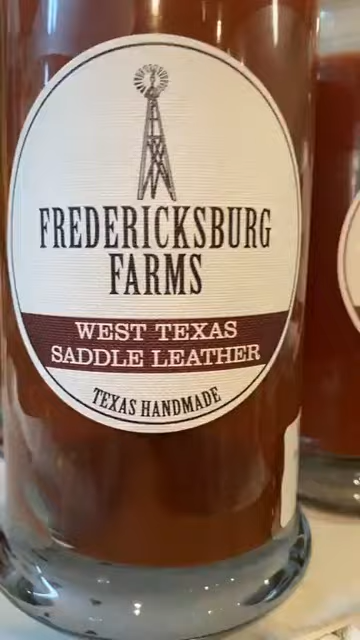 FREDERICKSBURG
FARMS
WEST TEXAS
SADDLE LEATHER
TEXAS HANDMADE